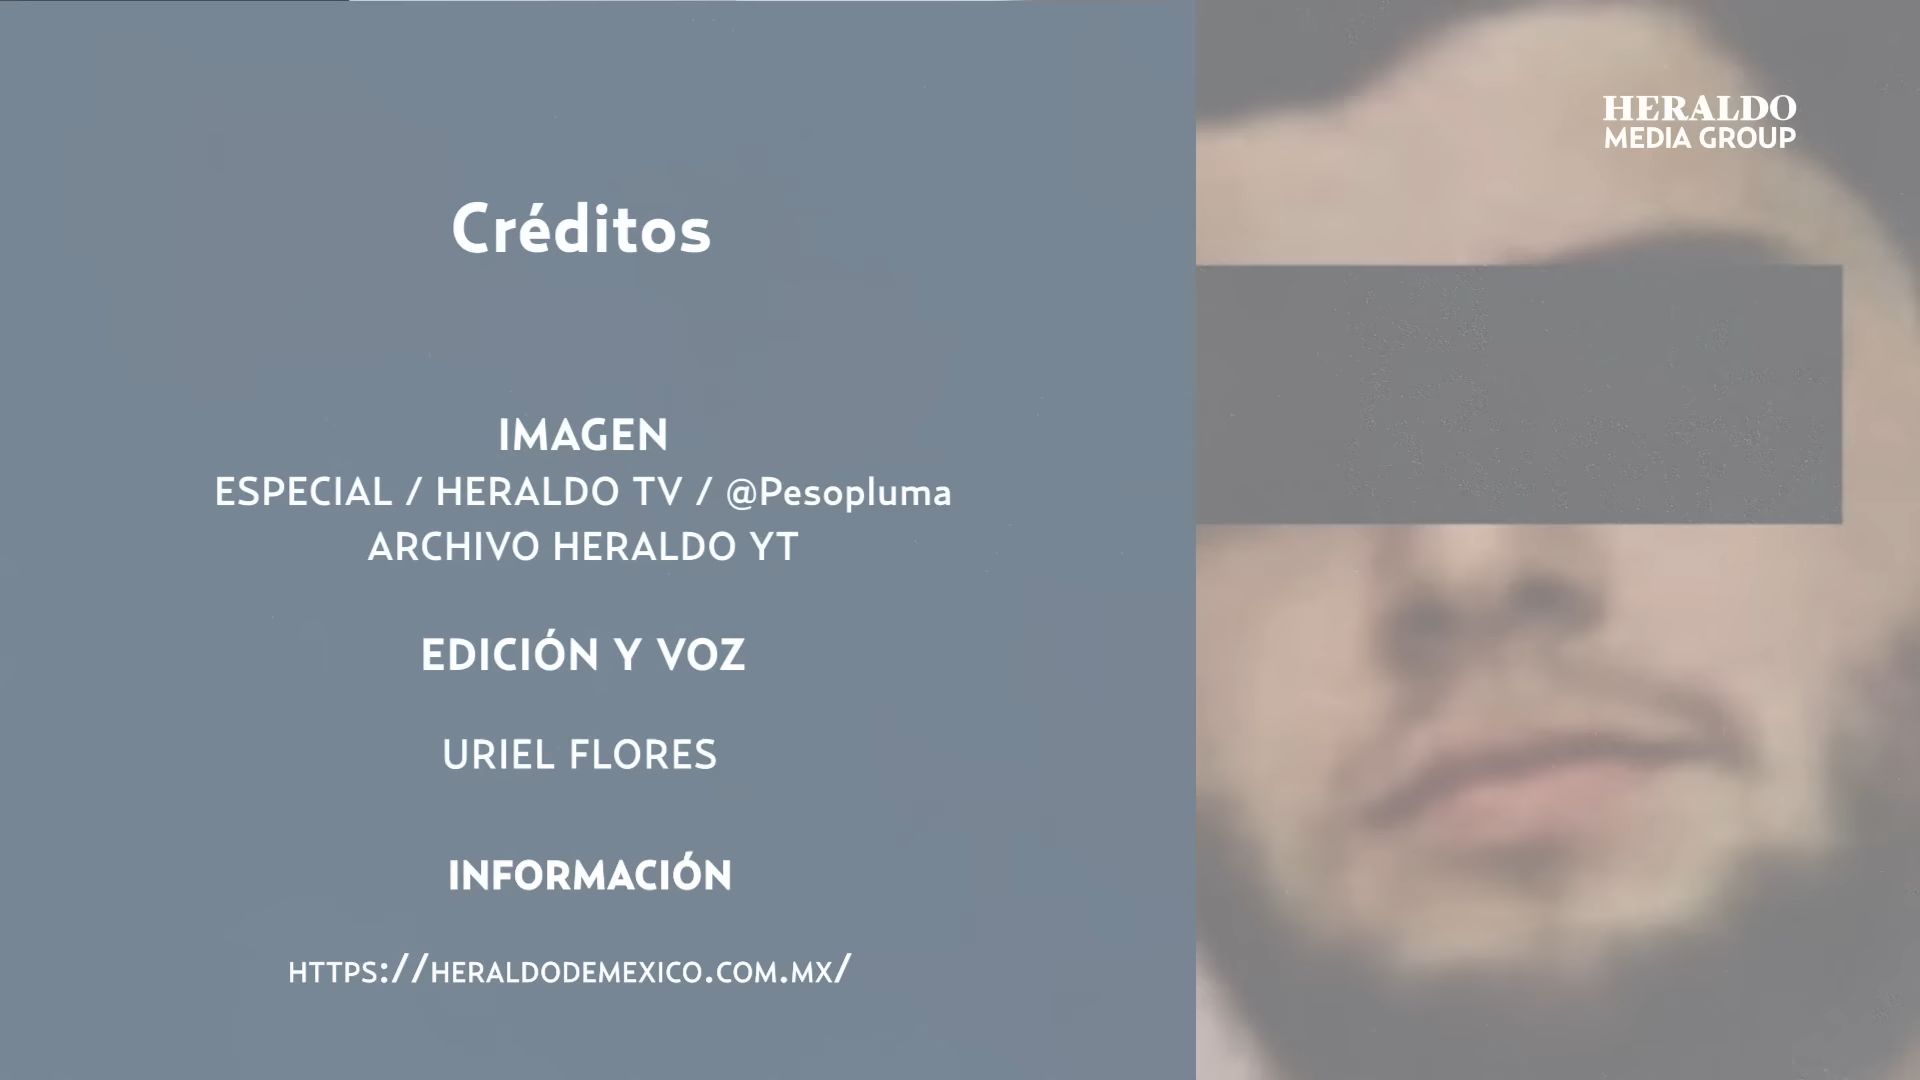 HERALDO
MEDIA GROUP
Créditos
IMAGEN
ESPECIAL / HERALDO TV / @Pesopluma
ARCHIVO HERALDO YT
EDICIÓN Y VOZ
URIEL FLORES
INFORMACIÓN
HTTPS://HERALDODEMEXICO.COM.MX/